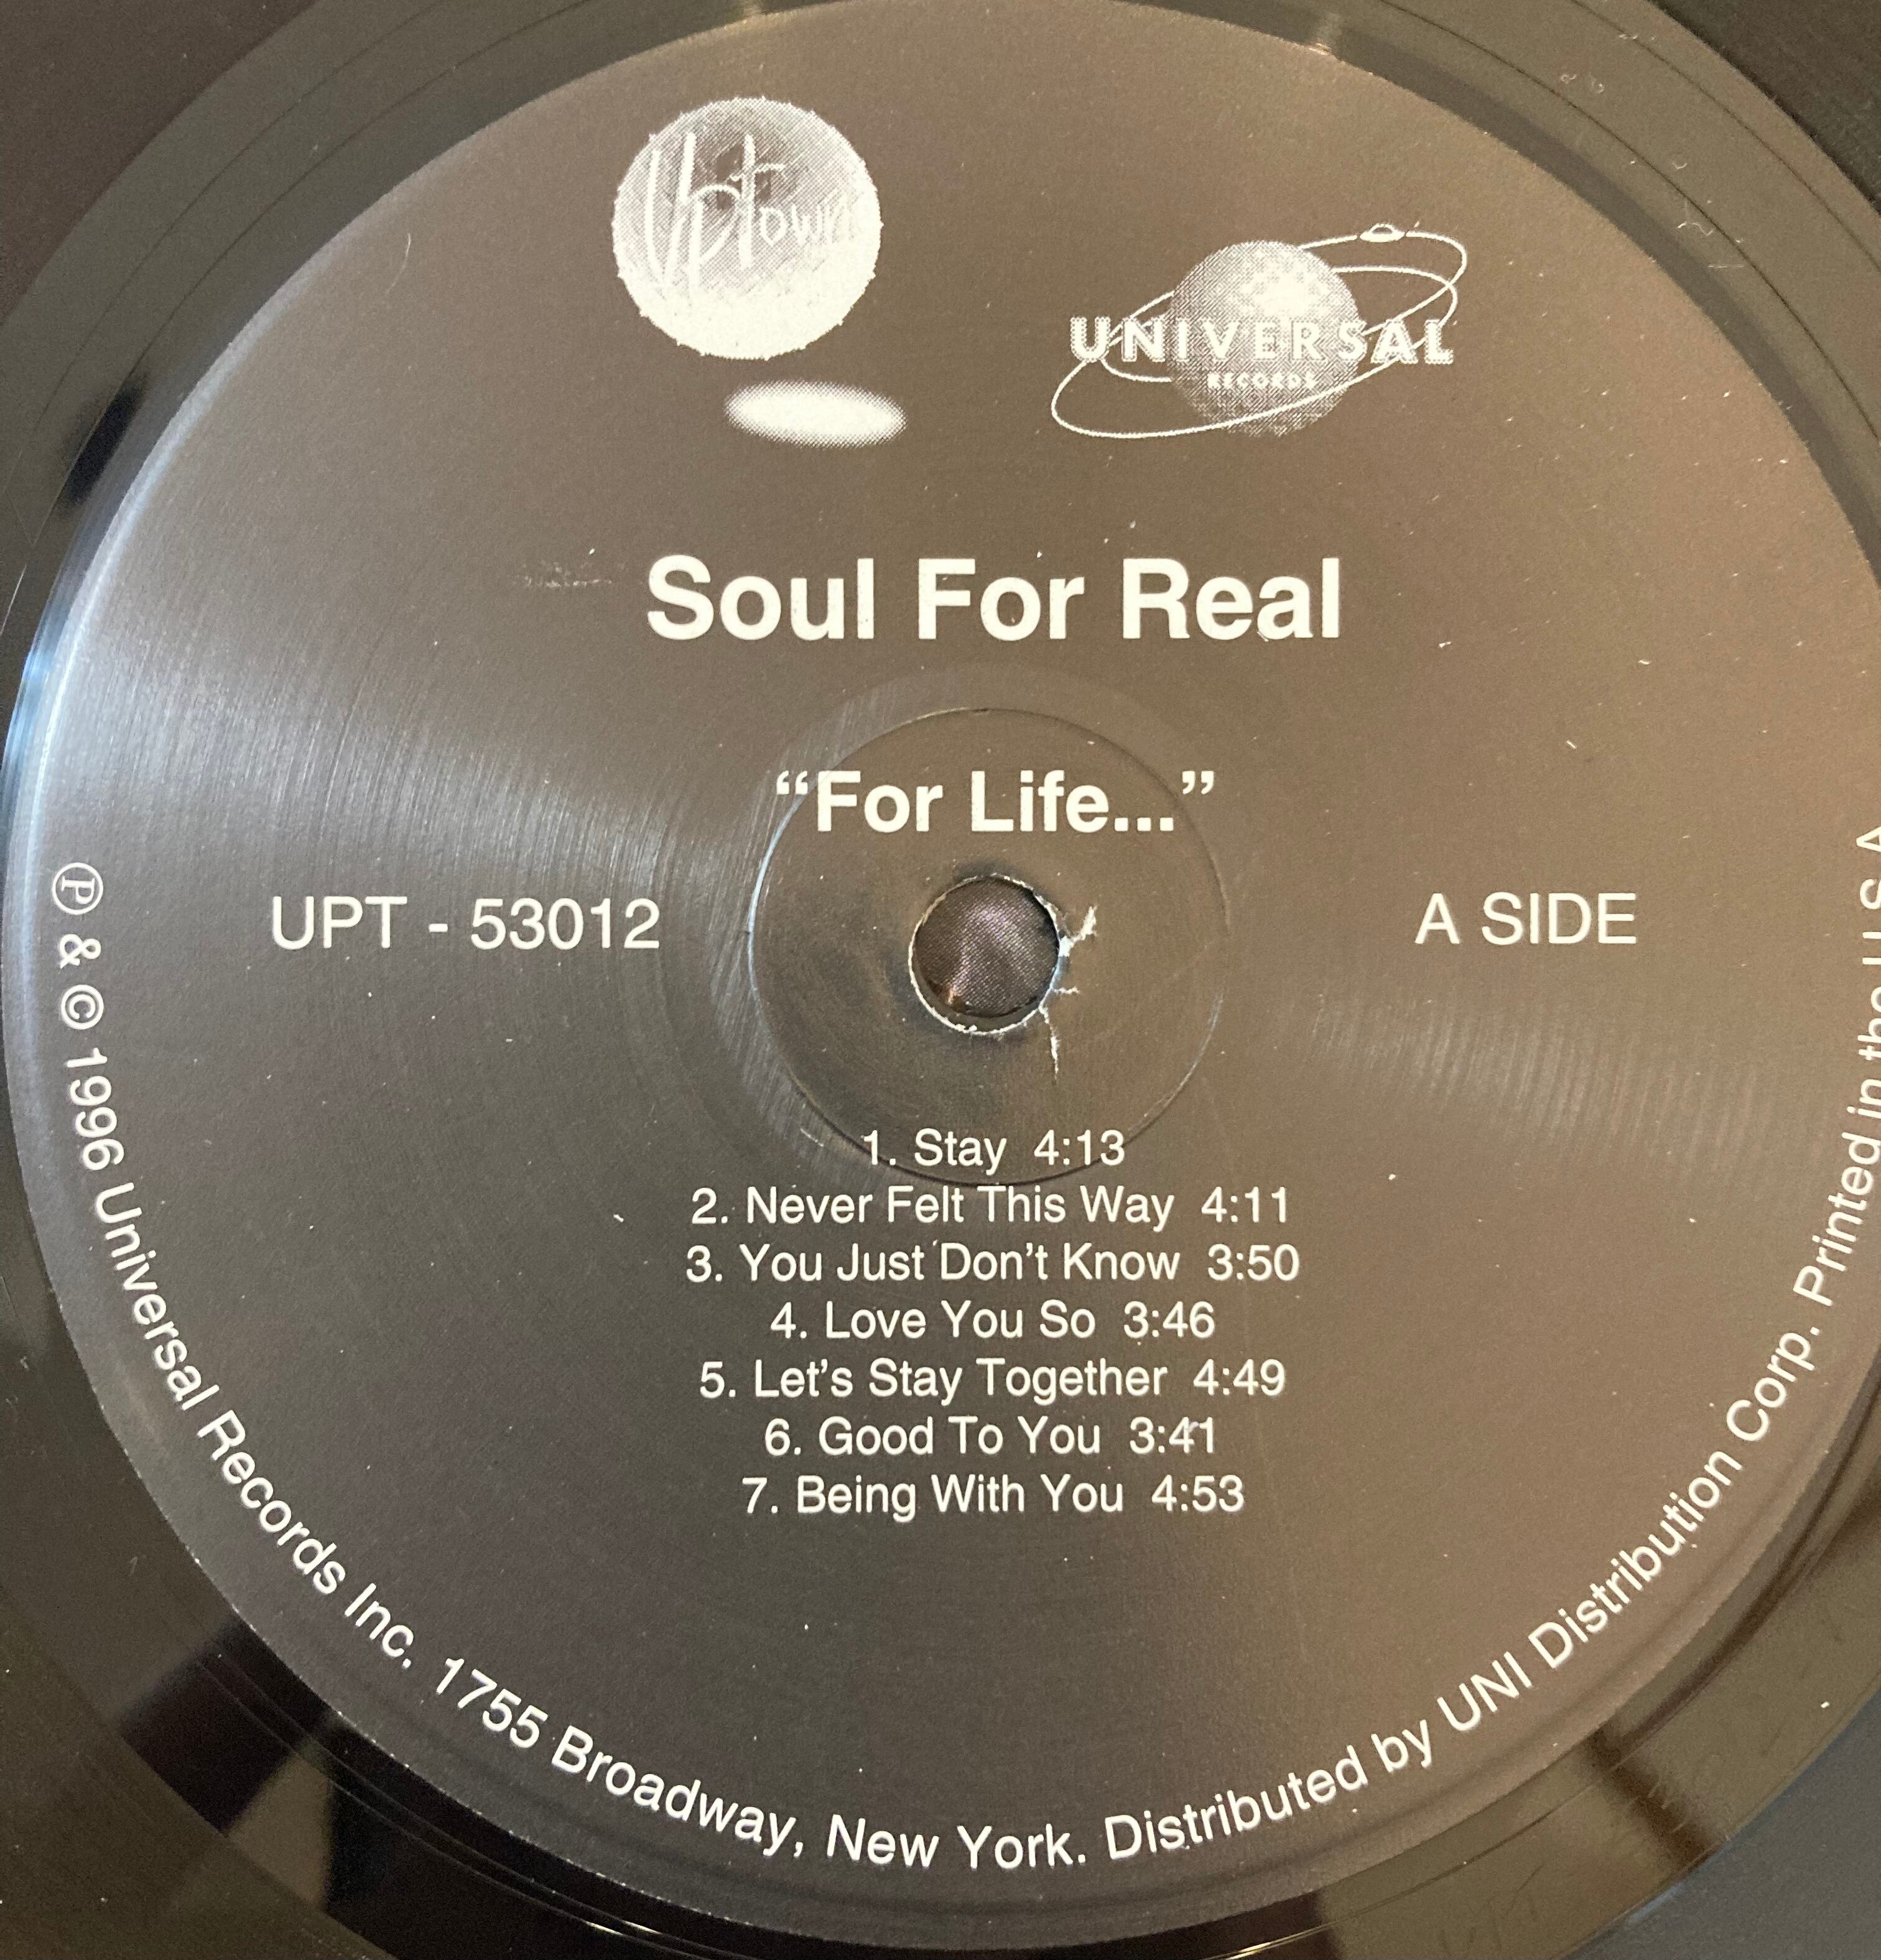 Uptown
UNIVERSAL
RECORDS
Soul For Real
“For Life...”
UPT - 53012
A SIDE
1. Stay 4:13
2. Never Felt This Way 4:11
3. You Just Don’t Know 3:50
4. Love You So 3:46
5. Let’s Stay Together 4:49
6. Good To You 3:41
7. Being With You 4:53
℗ & © 1996 Universal Records Inc. 1755 Broadway, New York. Distributed by UNI Distribution Corp. Printed in the U.S.A